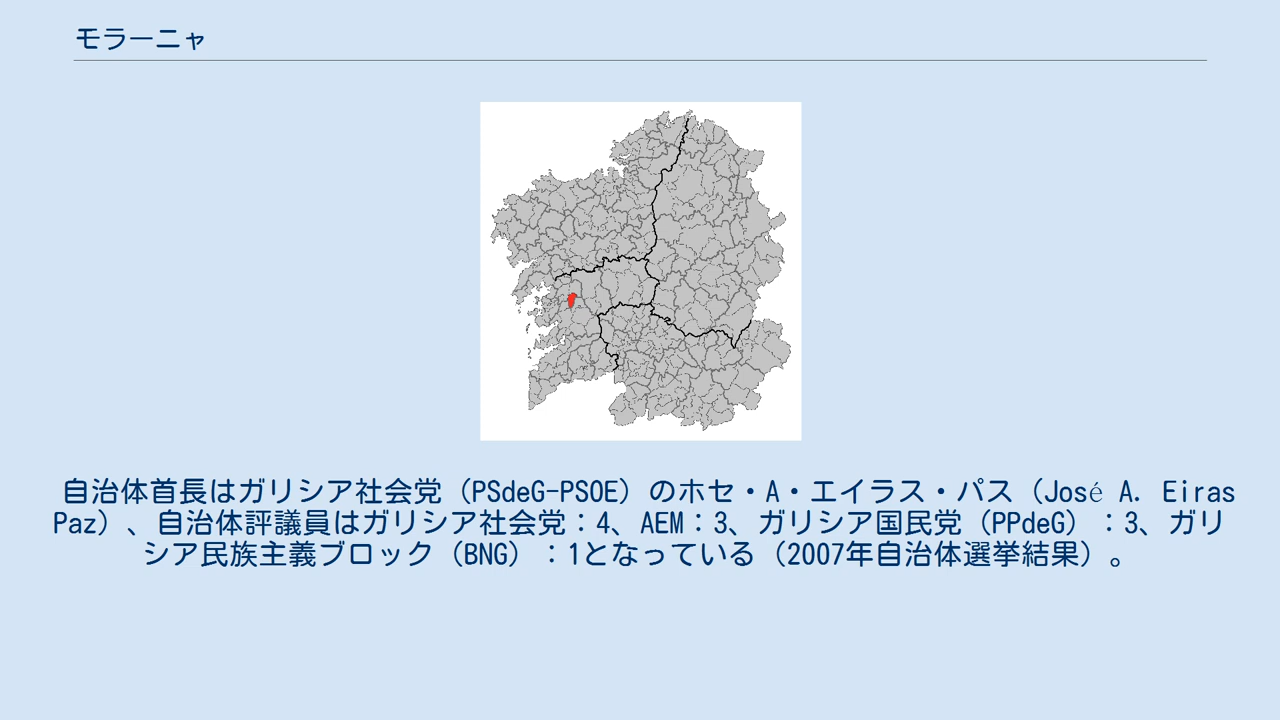 モラーニャ
自治体首長はガリシア社会党（PSdeG-PSOE）のホセ・A・エイラス・パス（José A. Eiras
Paz）、自治体評議員はガリシア社会党：4、AEM：3、ガリシア国民党（PPdeG）：3、ガリ
シア民族主義ブロック（BNG）：1となっている（2007年自治体選挙結果）。